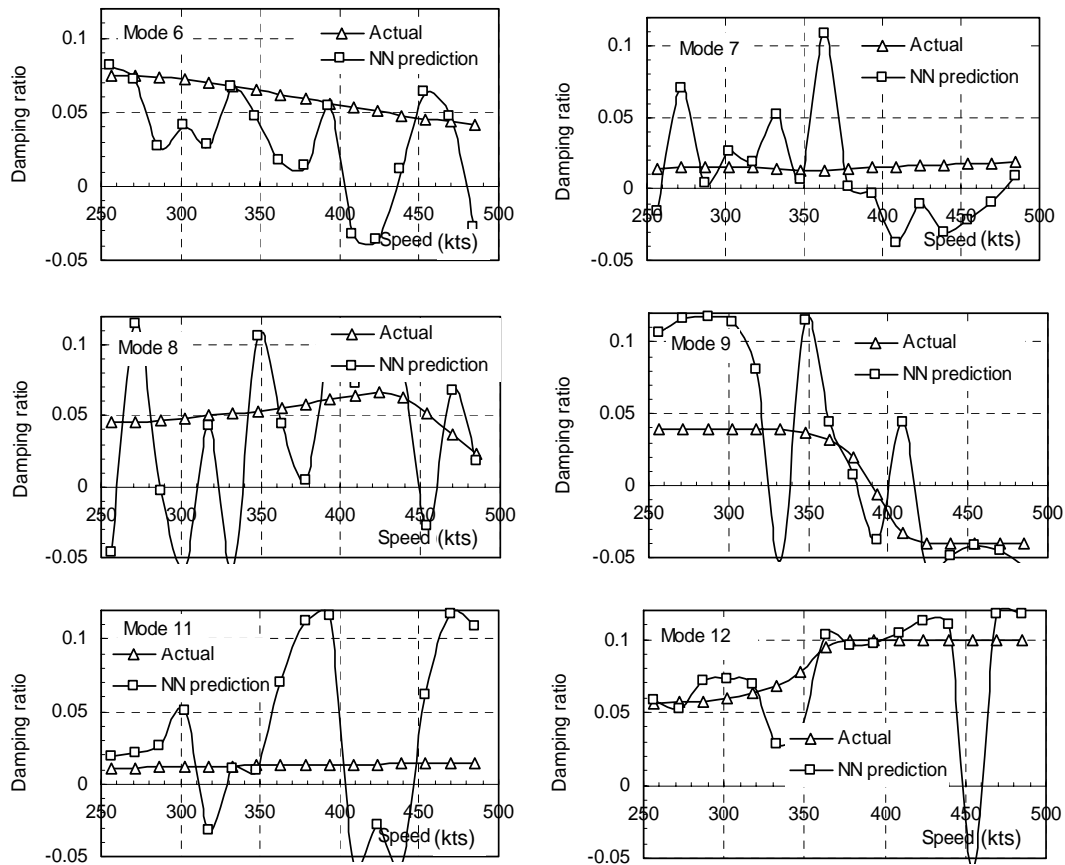 Mode 6
Actual
NN prediction
Damping ratio
0.1
0.05
0
-0.05
250 300 350 400 450 500
Speed (kts)
Mode 7
Actual
NN prediction
Damping ratio
0.1
0.05
0
-0.05
250 300 350 400 450 500
Speed (kts)
Mode 8
Actual
NN prediction
Damping ratio
0.1
0.05
0
-0.05
250 300 350 400 450 500
Speed (kts)
Mode 9
Actual
NN prediction
Damping ratio
0.1
0.05
0
-0.05
250 300 350 400 450 500
Speed (kts)
Mode 11
Actual
NN prediction
Damping ratio
0.1
0.05
0
-0.05
250 300 350 400 450 500
Speed (kts)
Mode 12
Actual
NN prediction
Damping ratio
0.1
0.05
0
-0.05
250 300 350 400 450 500
Speed (kts)